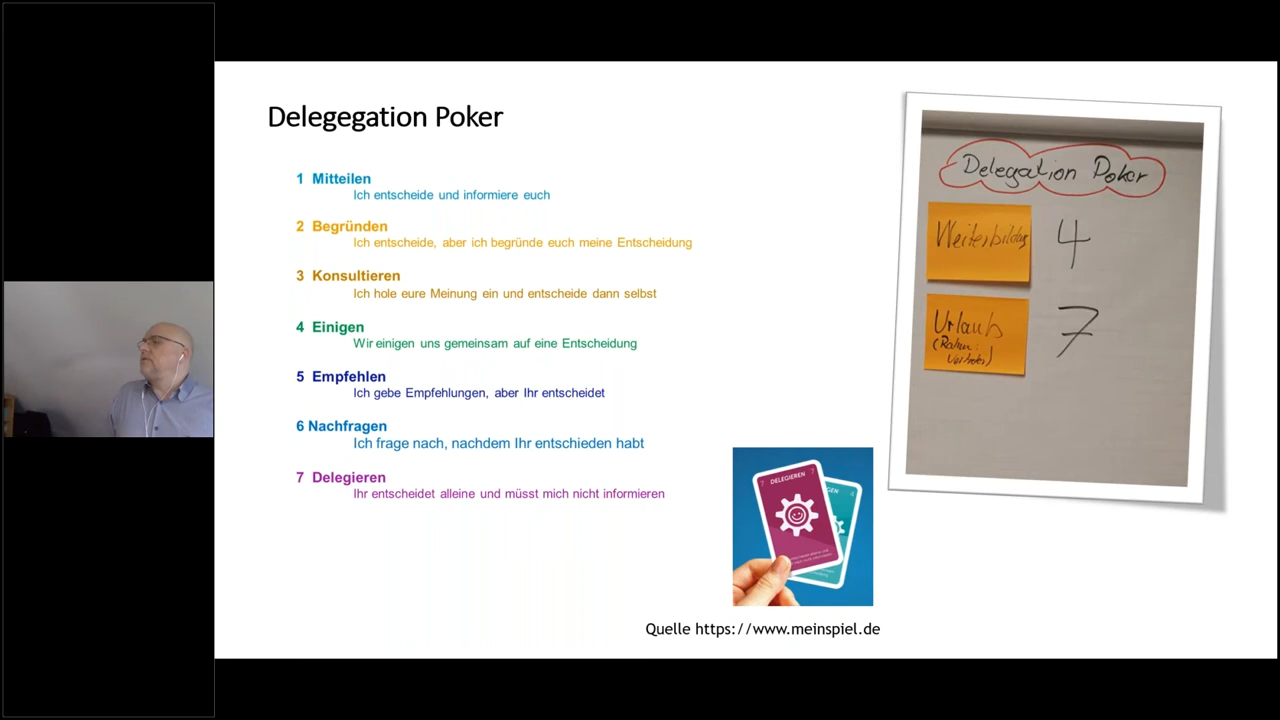 Delegegation Poker
1 Mitteilen
Ich entscheide und informiere euch
2 Begründen
Ich entscheide, aber ich begründe euch meine Entscheidung
3 Konsultieren
Ich hole eure Meinung ein und entscheide dann selbst
4 Einigen
Wir einigen uns gemeinsam auf eine Entscheidung
5 Empfehlen
Ich gebe Empfehlungen, aber Ihr entscheidet
6 Nachfragen
Ich frage nach, nachdem Ihr entschieden habt
7 Delegieren
Ihr entscheidet alleine und müsst mich nicht informieren
Delegation Poker
Weiterbildung 4
Urlaub 7
7 DELEGIEREN
GEN 4
Quelle https://www.meinspiel.de